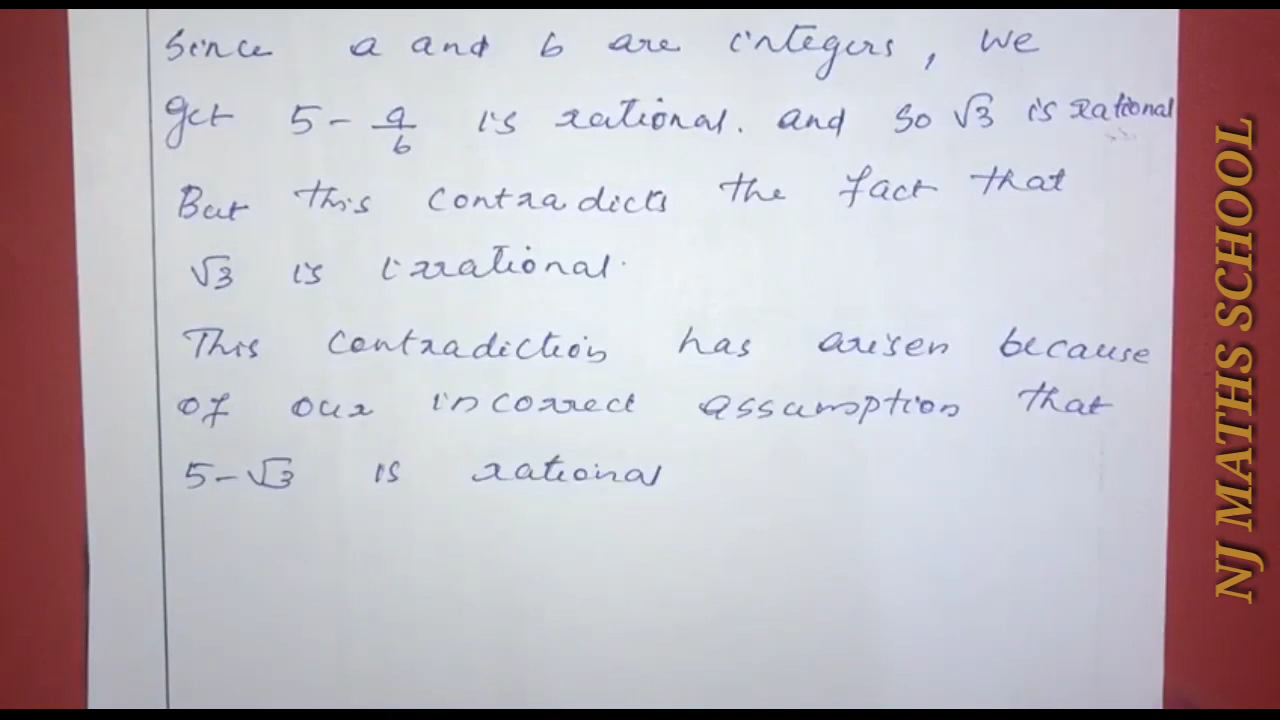 Since a and b are integers, we
get 5 - a/b is rational. and so √3 is rational
But this contradicts the fact that
√3 is irrational.
This contradiction has arisen because
of our incorrect assumption that
5-√3 is rational
NJ MATHS SCHOOL